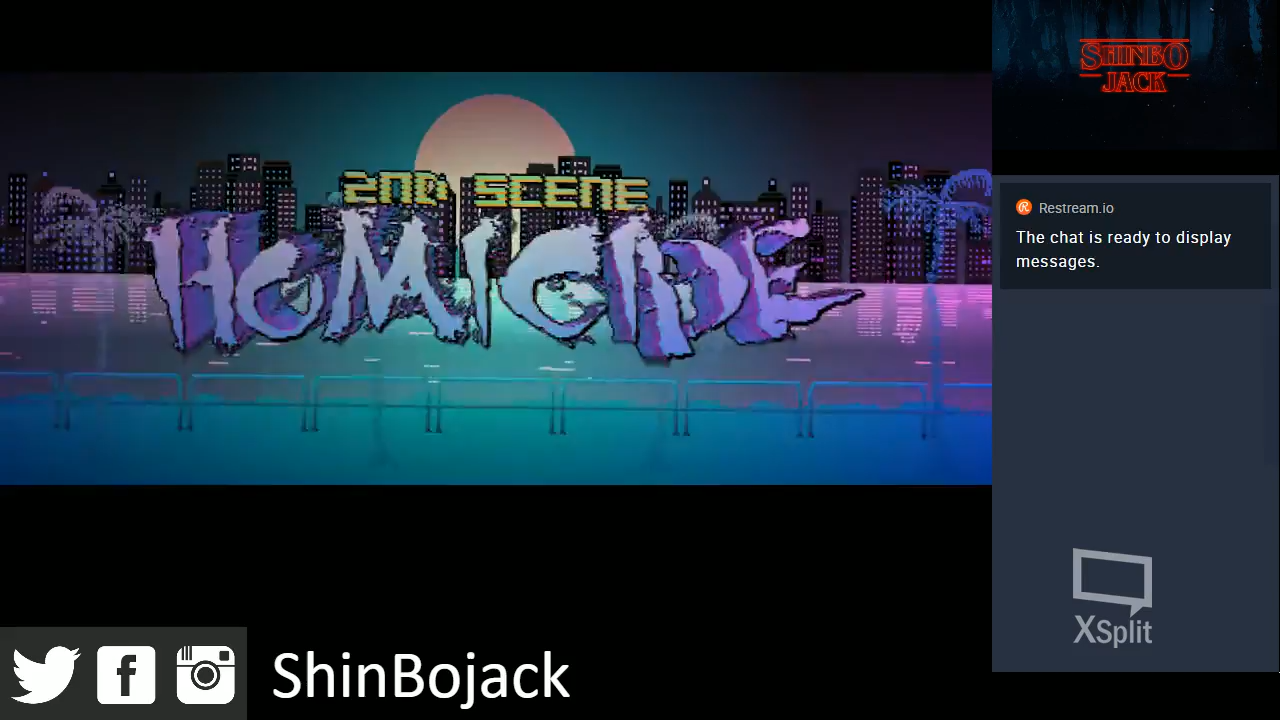 2ND SCENE
HOMICIDE
SHINBO
JACK
Restream.io
The chat is ready to display
messages.
XSplit
ShinBojack